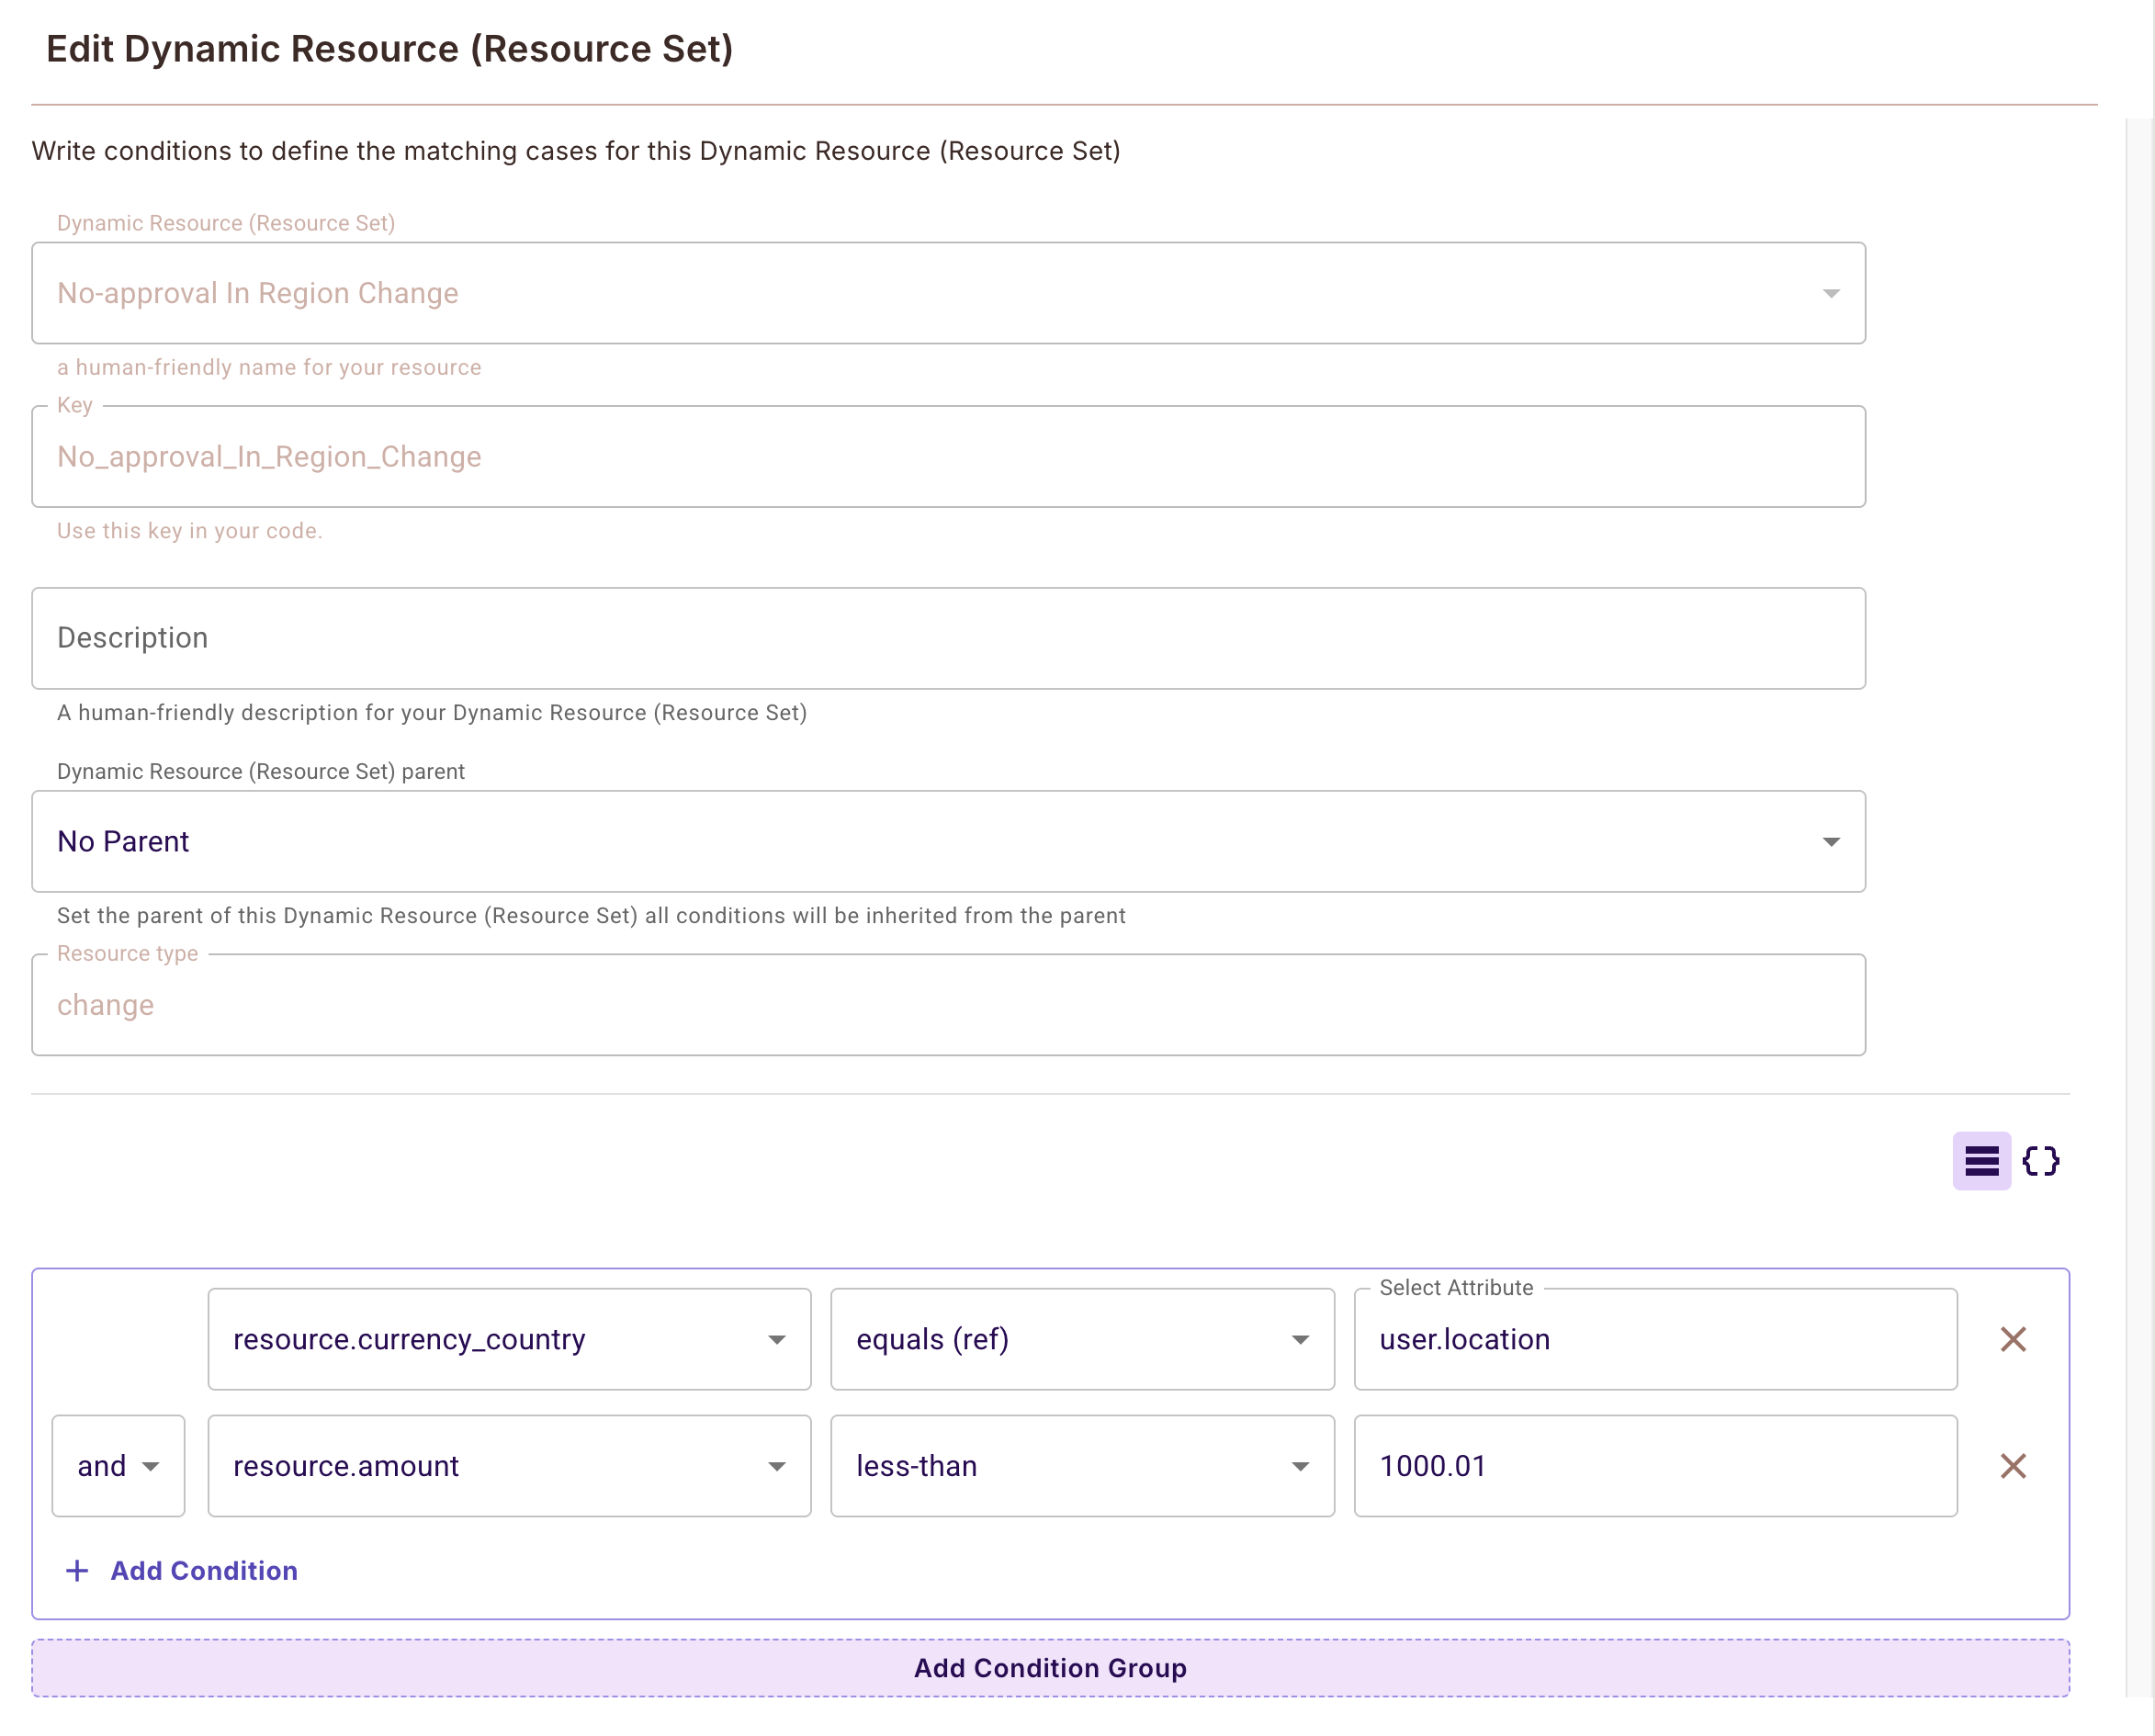 Edit Dynamic Resource (Resource Set)
Write conditions to define the matching cases for this Dynamic Resource (Resource Set)
Dynamic Resource (Resource Set)
No-approval In Region Change
a human-friendly name for your resource
Key
No_approval_In_Region_Change
Use this key in your code.
Description
A human-friendly description for your Dynamic Resource (Resource Set)
Dynamic Resource (Resource Set) parent
No Parent
Set the parent of this Dynamic Resource (Resource Set) all conditions will be inherited from the parent
Resource type
change
{}
Select Attribute
resource.currency_country equals (ref) user.location
and resource.amount less-than 1000.01
+ Add Condition
Add Condition Group